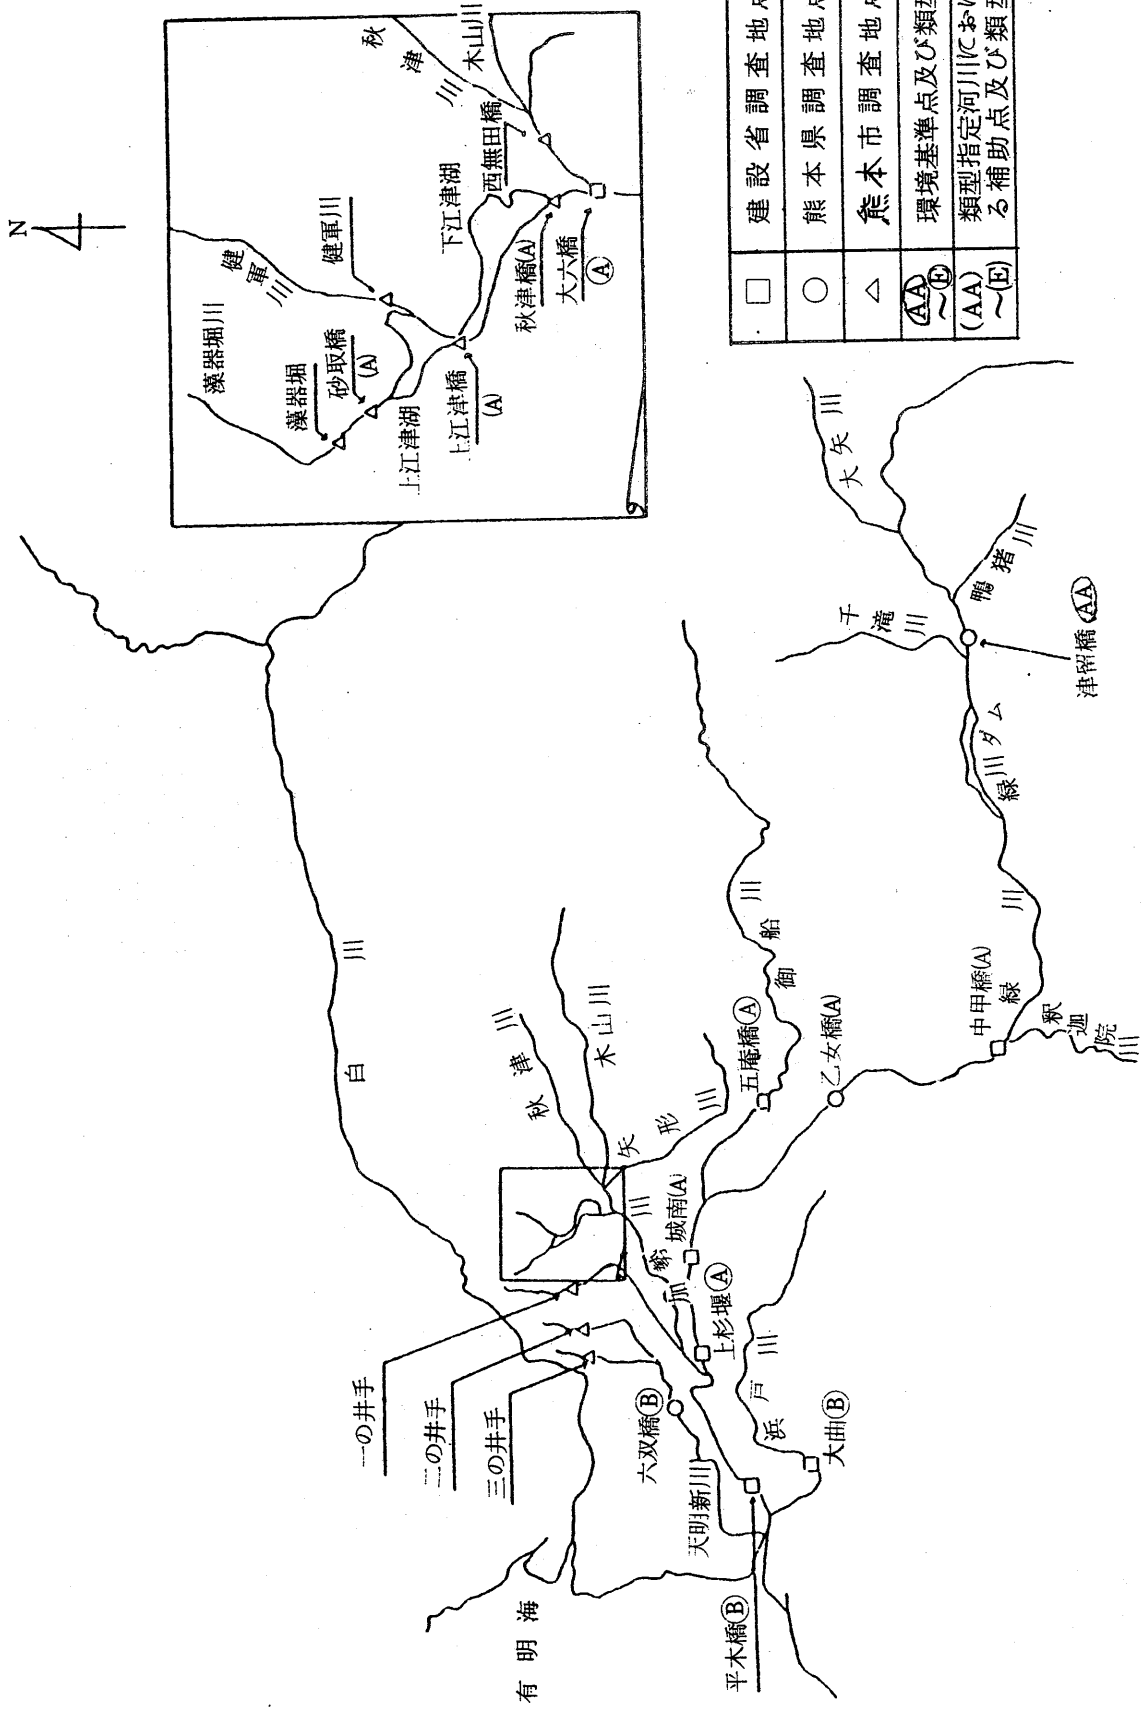 N
秋津川
木山川
西無田橋
下江津湖
健軍川
健軍川
藻器堀川
藻器堀
砂取橋
(A)
上江津湖
上江津橋
(A)
秋津橋(A)
大六橋
Ⓐ
□ 建設省調査地点
○ 熊本県調査地点
△ 熊本市調査地点
ⒶⒶ～Ⓔ 環境基準点及び類型
(AA)～(E) 類型指定河川におけ
る補助点及び類型
白川
秋津川
木山川
矢形川
加勢川
御船川
五庵橋Ⓐ
乙女橋(A)
城南(A)
上杉堰Ⓐ
浜戸川
大曲Ⓑ
一の井手
二の井手
三の井手
六双橋Ⓑ
天明新川
平木橋Ⓑ
有明海
中甲橋(A)
緑川
釈迦院川
緑川ダム
千滝川
鴨猪川
大矢川
津留橋(AA)